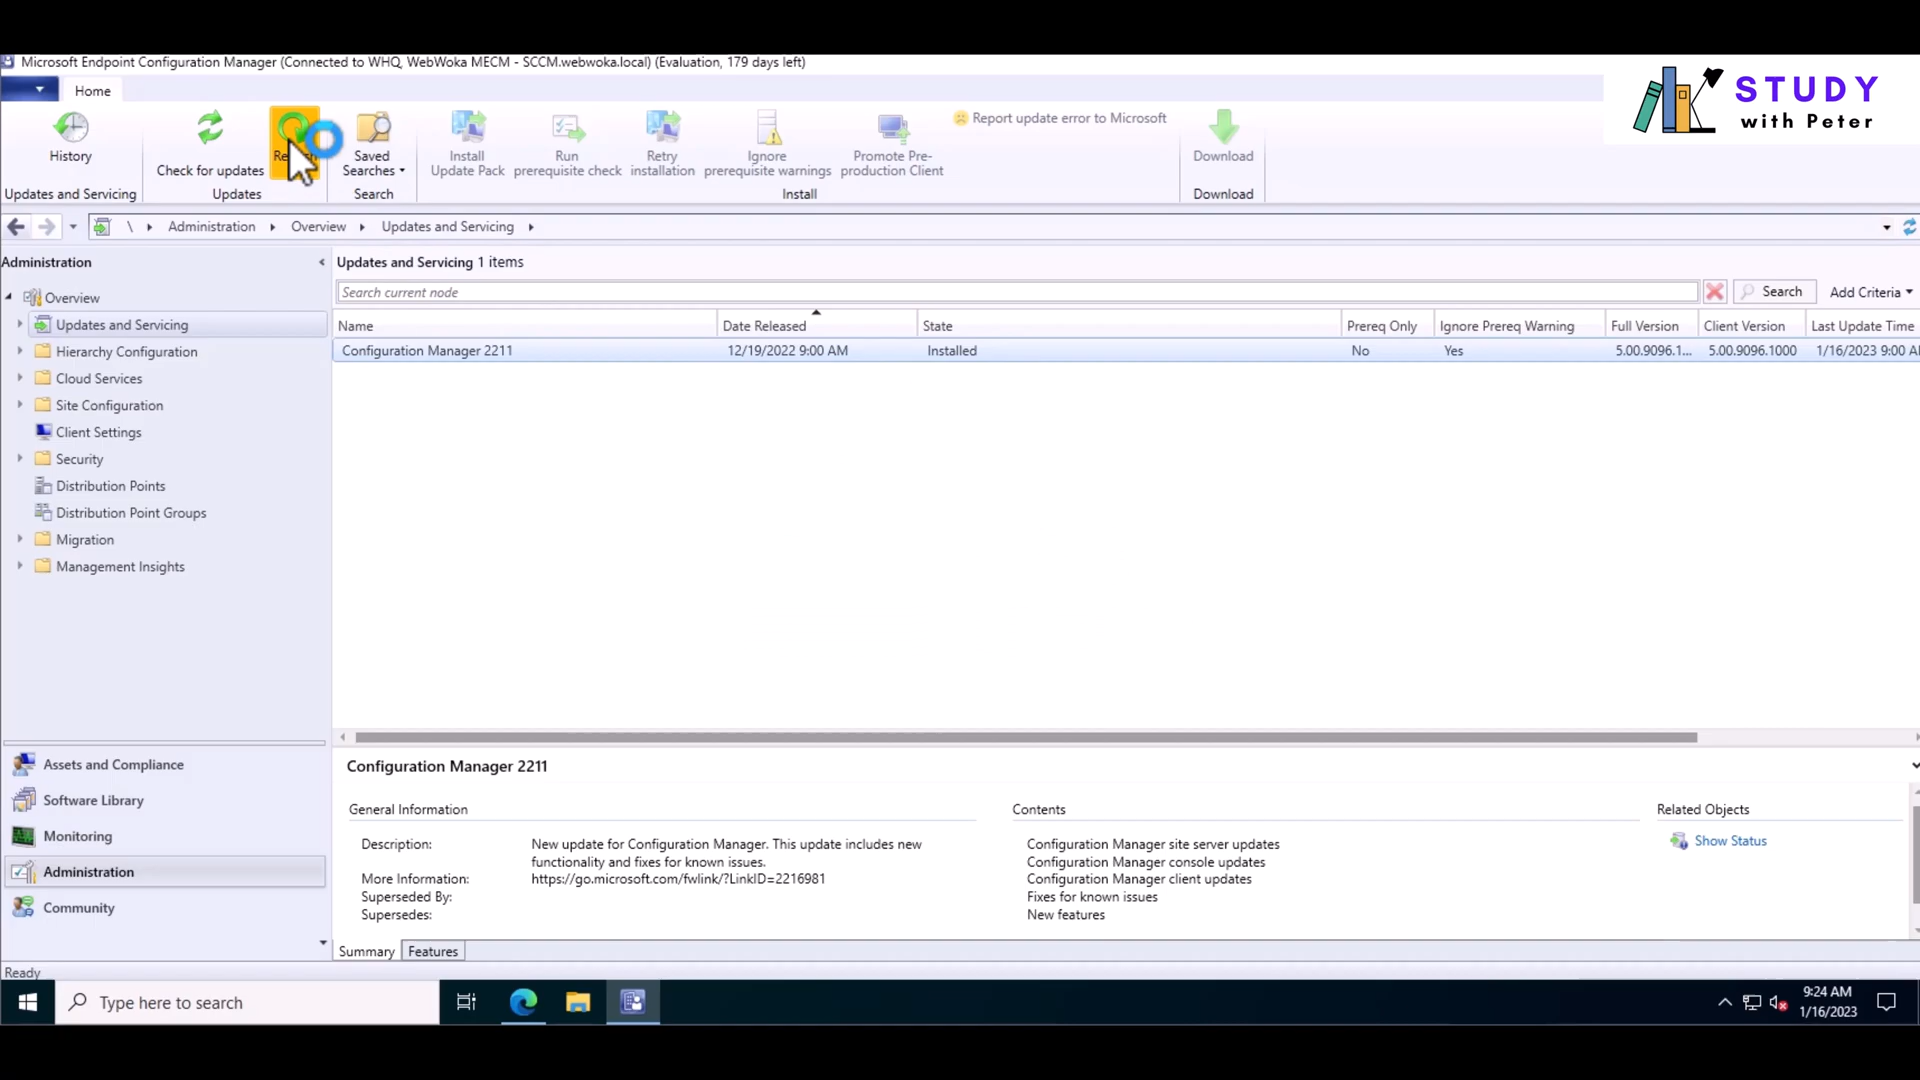 Microsoft Endpoint Configuration Manager (Connected to WHQ, WebWoka MECM - SCCM.webwoka.local) (Evaluation, 179 days left)
STUDY
with Peter
Home
History
Check for updates
Saved Searches
Install Update Pack
Run prerequisite check
Retry installation
Ignore prerequisite warnings
Promote Pre-production Client
Report update error to Microsoft
Download
Updates and Servicing
Updates
Search
Install
Download
\ Administration Overview Updates and Servicing
Administration
Overview
Updates and Servicing
Hierarchy Configuration
Cloud Services
Site Configuration
Client Settings
Security
Distribution Points
Distribution Point Groups
Migration
Management Insights
Assets and Compliance
Software Library
Monitoring
Administration
Community
Updates and Servicing 1 items
Search current node
Search
Add Criteria
Name Date Released State Prereq Only Ignore Prereq Warning Full Version Client Version Last Update Time
Configuration Manager 2211 12/19/2022 9:00 AM Installed No Yes 5.00.9096.1... 5.00.9096.1000 1/16/2023 9:00
Configuration Manager 2211
General Information
Description: New update for Configuration Manager. This update includes new
functionality and fixes for known issues.
More Information: https://go.microsoft.com/fwlink/?LinkID=2216981
Superseded By:
Supersedes:
Contents
Configuration Manager site server updates
Configuration Manager console updates
Configuration Manager client updates
Fixes for known issues
New features
Related Objects
Show Status
Summary Features
Ready
Type here to search
9:24 AM
1/16/2023